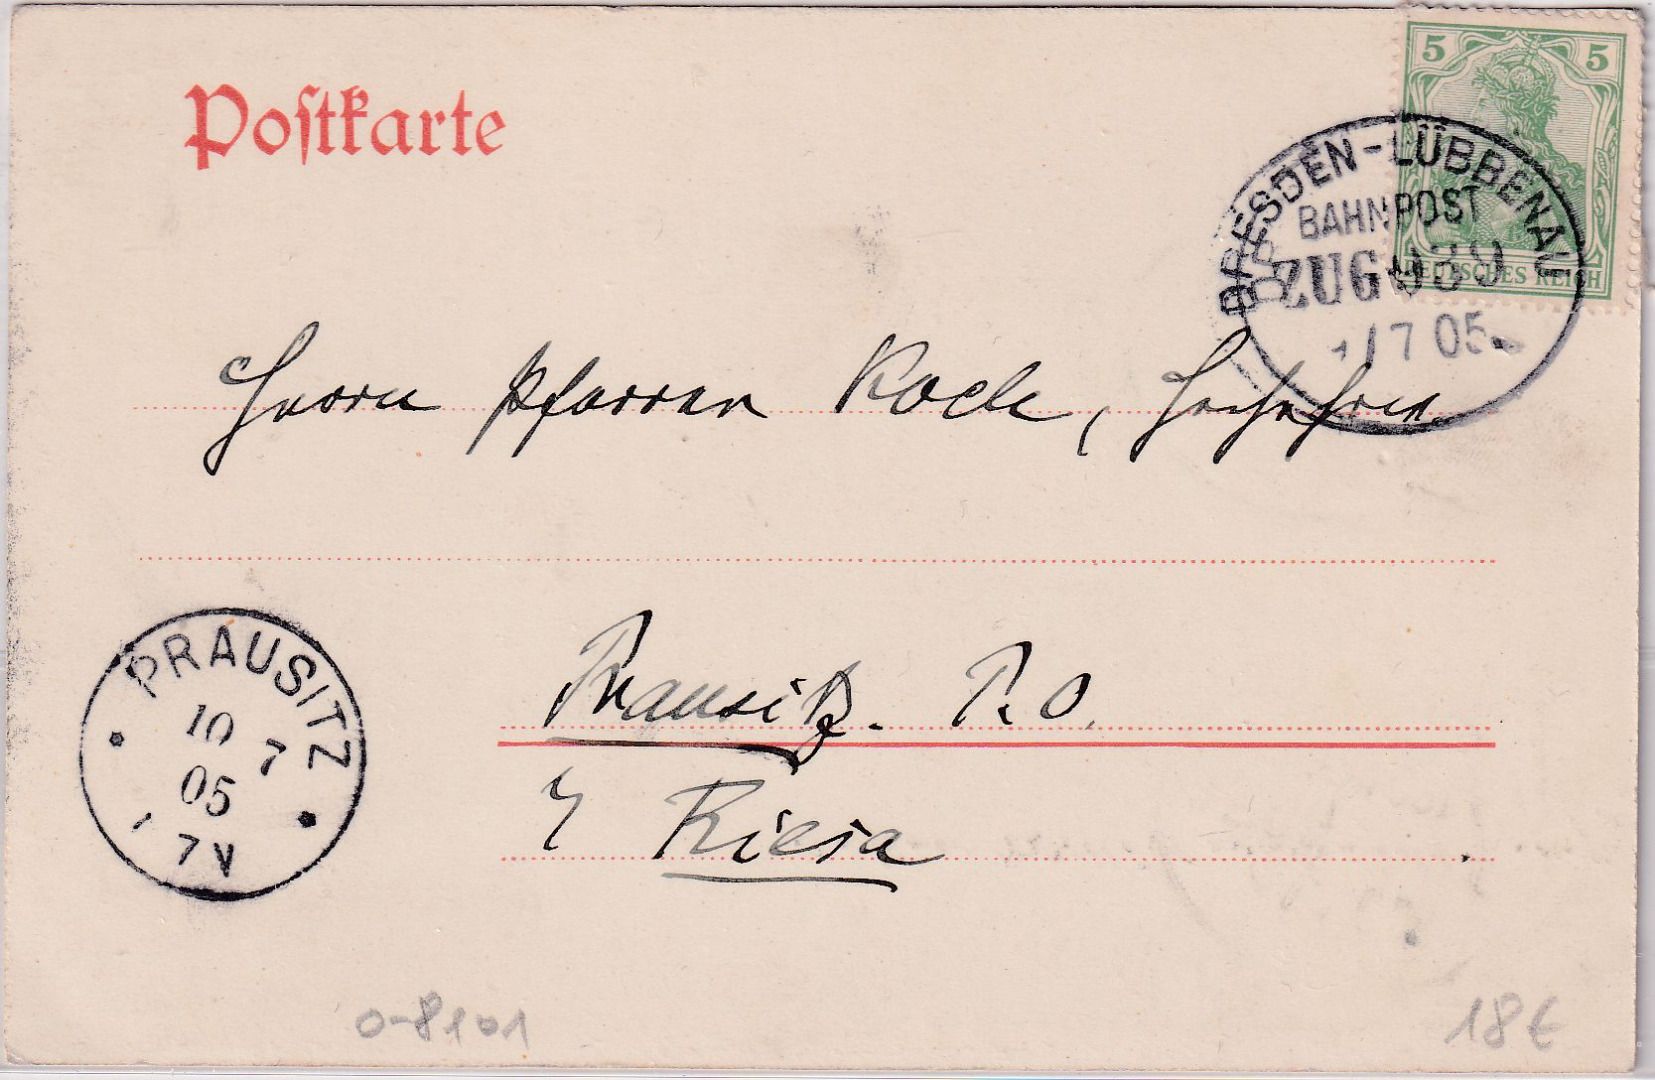 Postkarte
5 5
DEUTSCHES REICH
DRESDEN-LÜBBENAU
BAHNPOST
ZUG
7 05
Herrn Pfarrer Koch, Hochehrw.
Prausitz. P.O.
Riesa
PRAUSITZ
10 7
05
7 V
0-8101
18€